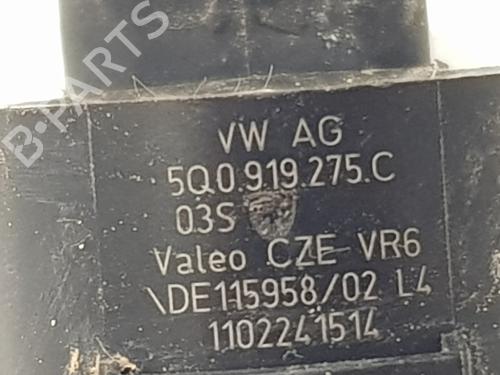 B-PARTS
VW AG
5Q0.919.275.C
03S
Valeo CZE VR6
\DE115958/02 L4
1102241514